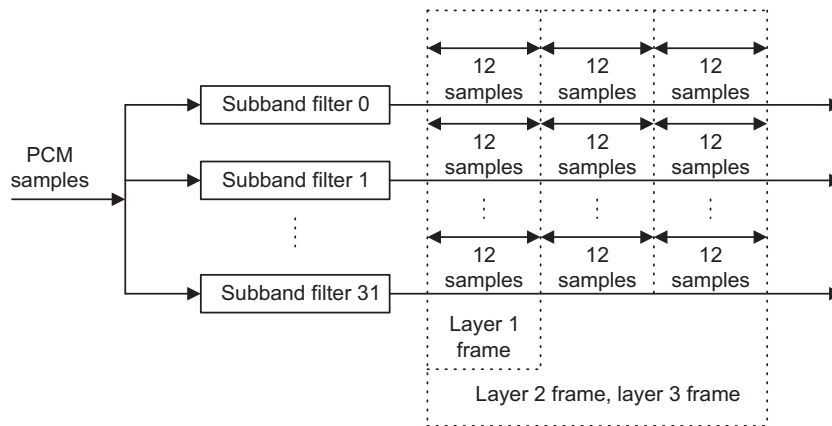 12 12 12
samples samples samples
Subband filter 0
PCM
samples
12 12 12
samples samples samples
Subband filter 1
12 12 12
samples samples samples
Subband filter 31
Layer 1
frame
Layer 2 frame, layer 3 frame